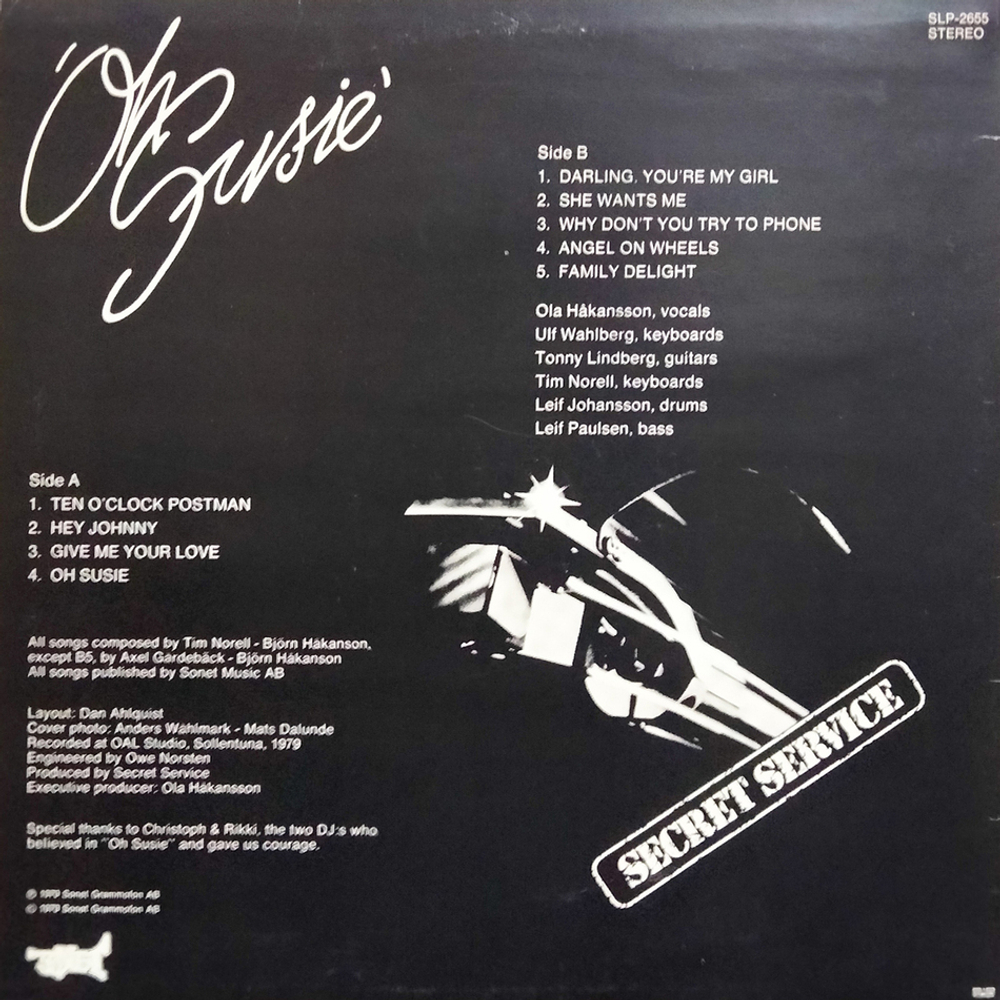 'Oh
Susie'
SLP-2655
STEREO
Side B
1. DARLING, YOU'RE MY GIRL
2. SHE WANTS ME
3. WHY DON'T YOU TRY TO PHONE
4. ANGEL ON WHEELS
5. FAMILY DELIGHT
Ola Håkansson, vocals
Ulf Wahlberg, keyboards
Tonny Lindberg, guitars
Tim Norell, keyboards
Leif Johansson, drums
Leif Paulsen, bass
Side A
1. TEN O'CLOCK POSTMAN
2. HEY JOHNNY
3. GIVE ME YOUR LOVE
4. OH SUSIE
All songs composed by Tim Norell - Björn Håkanson,
except B5, by Axel Gardebäck - Björn Håkanson
All songs published by Sonet Music AB
Layout: Dan Ahlquist
Cover photo: Anders Wahlmark - Mats Dalunde
Recorded at OAL Studio, Sollentuna, 1979
Engineered by Owe Norsten
Produced by Secret Service
Executive producer: Ola Håkansson
Special thanks to Christoph & Rikki, the two DJ:s who
believed in "Oh Susie" and gave us courage.
℗ 1979 Sonet Grammofon AB
© 1979 Sonet Grammofon AB
SECRET SERVICE